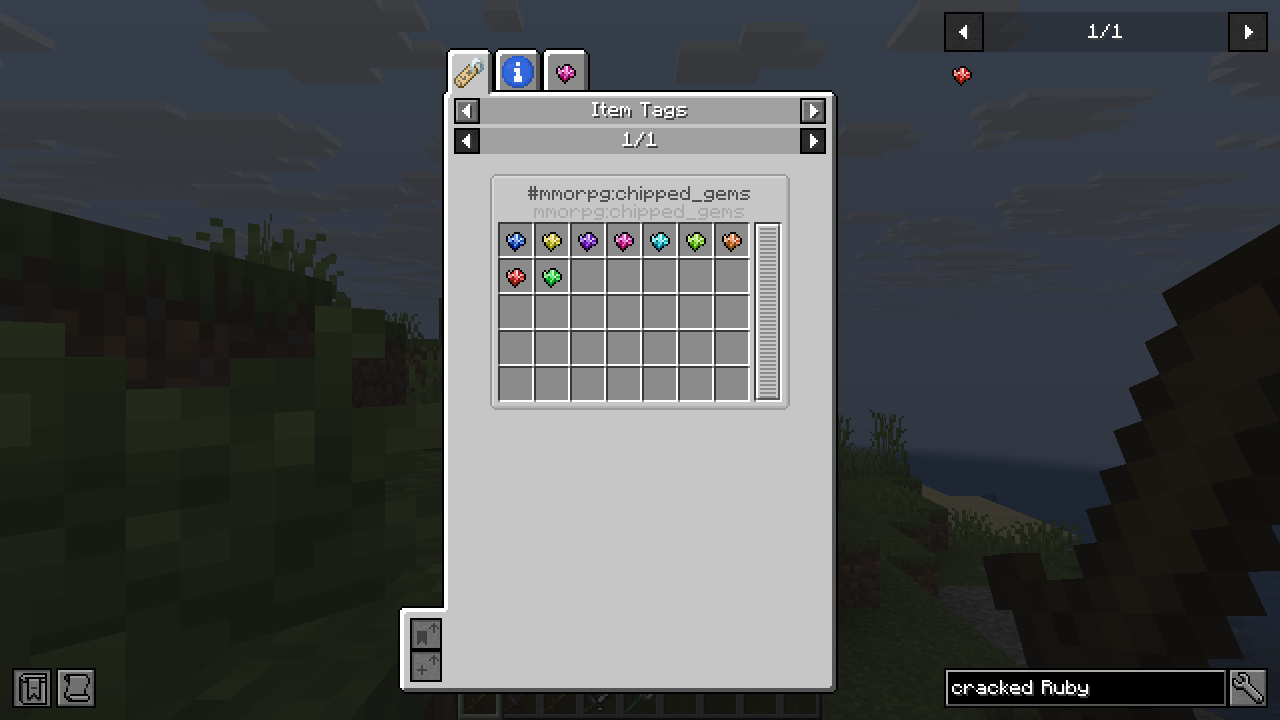 1/1
Item Tags
1/1
#mmorpg:chipped_gems
mmorpg:chipped_gems
cracked Ruby